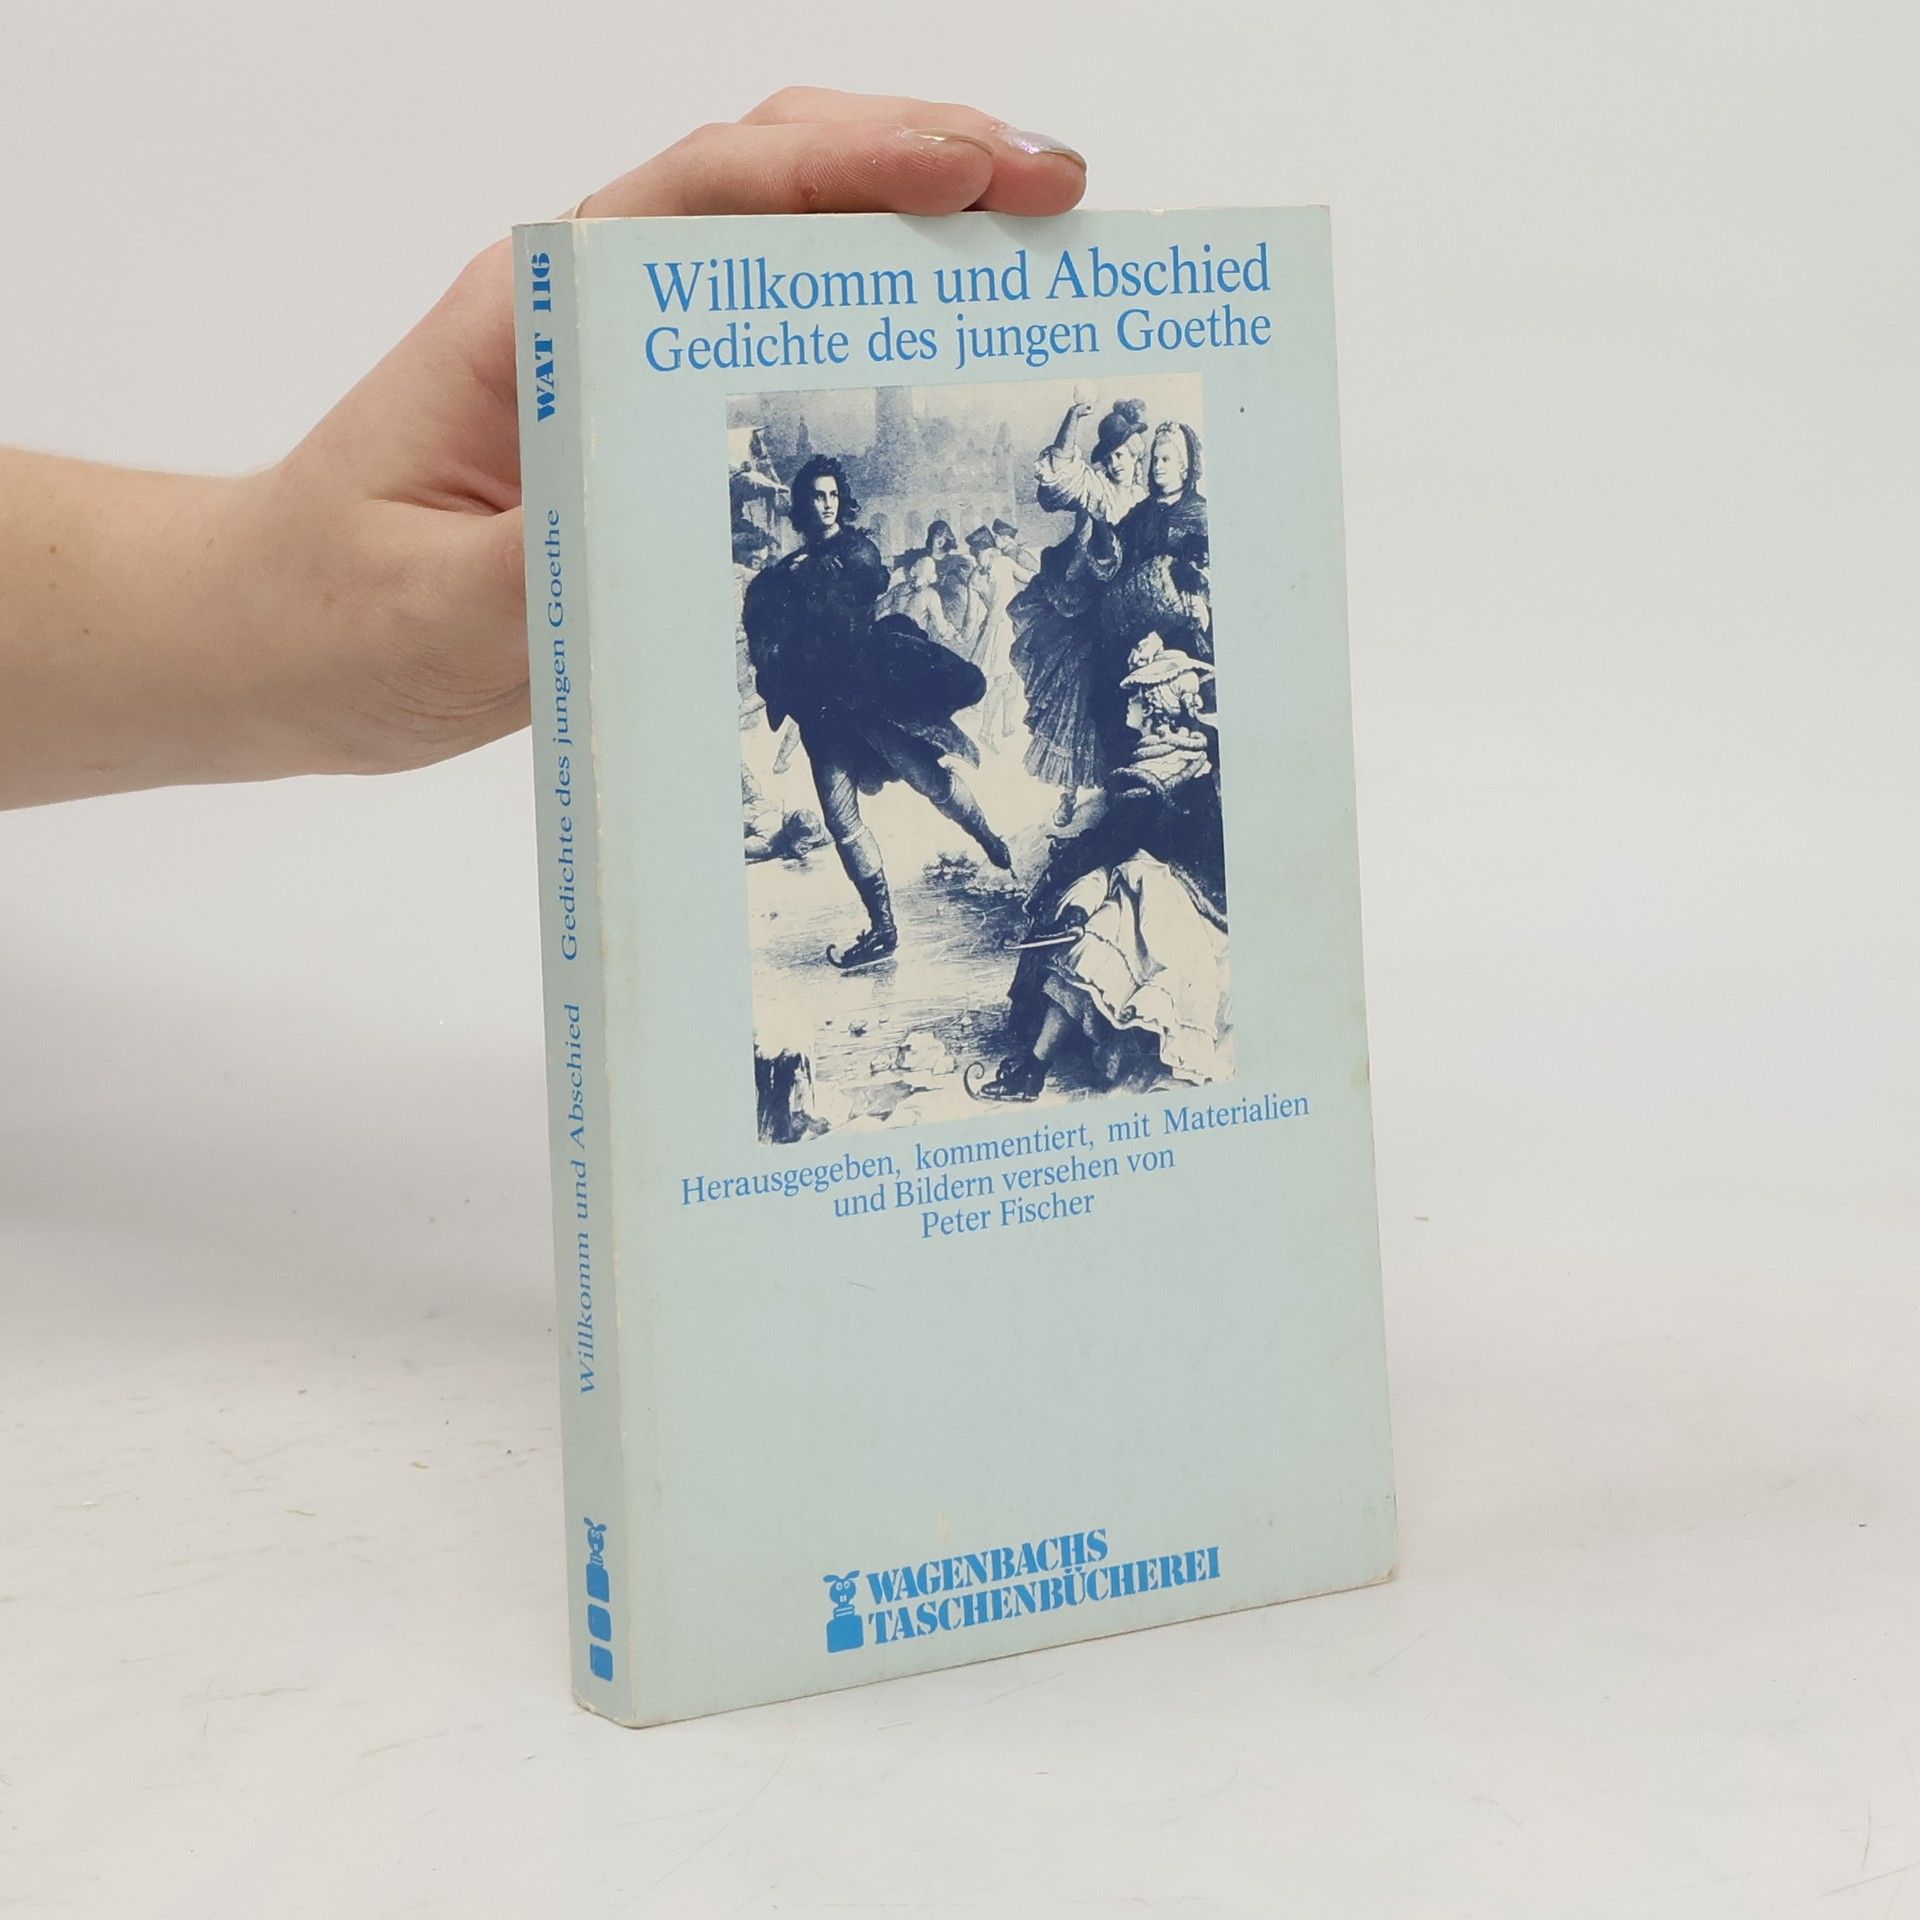 Willkomm und Abschied
Gedichte des jungen Goethe
Herausgegeben, kommentiert, mit Materialien
und Bildern versehen von
Peter Fischer
WAGENBACHS
TASCHENBÜCHEREI
Willkomm und Abschied Gedichte des jungen Goethe WAT 116